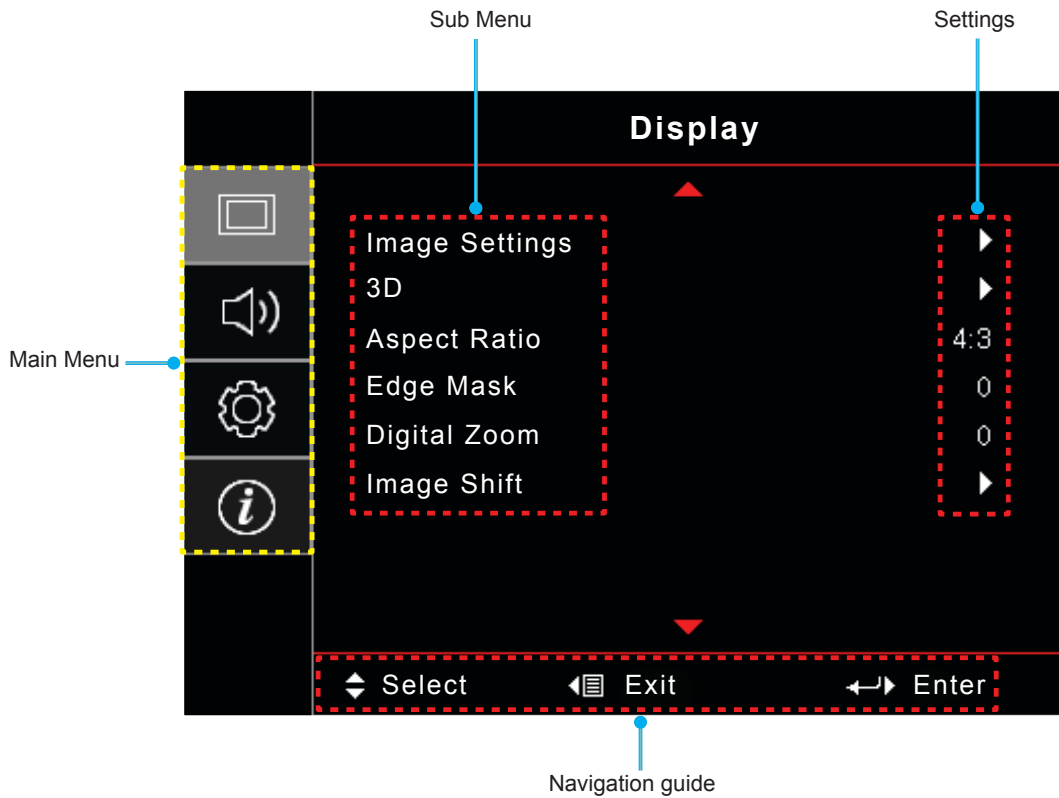 Sub Menu
Settings
Display
Main Menu
Image Settings
3D
Aspect Ratio 4:3
Edge Mask 0
Digital Zoom 0
Image Shift
i
Select Exit Enter
Navigation guide